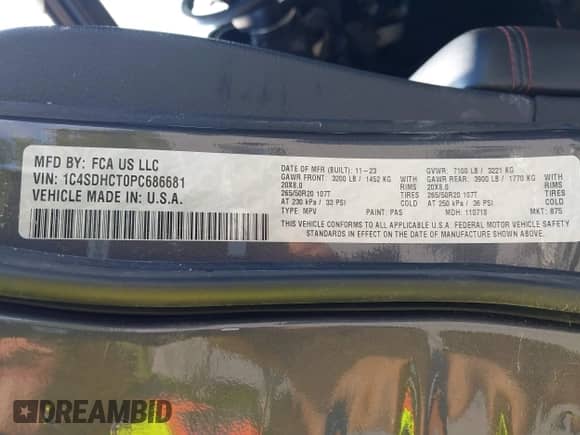 MFD BY: FCA US LLC
VIN: 1C4SDHCT0PC686681
VEHICLE MADE IN: U.S.A.
DATE OF MFR (BUILT) 11-23 GVWR: 7100 LB / 3221 KG
GAWR FRONT 3200 LB / 1452 KG GAWR REAR: 3900 LB / 1770 KG
20X8.0 20X8.0
265/50R20 107T TIRES 265/50R20 107T TIRES
AT 230 kPa / 33 PSI COLD AT 250 kPa / 36 PSI COLD
TYPE: MPV PAINT: PAS MDH: 110718 MKT: 875
THIS VEHICLE CONFORMS TO ALL APPLICABLE U.S.A. FEDERAL MOTOR VEHICLE SAFETY
STANDARDS IN EFFECT ON THE DATE OF MANUFACTURE SHOWN ABOVE.
DREAMBID